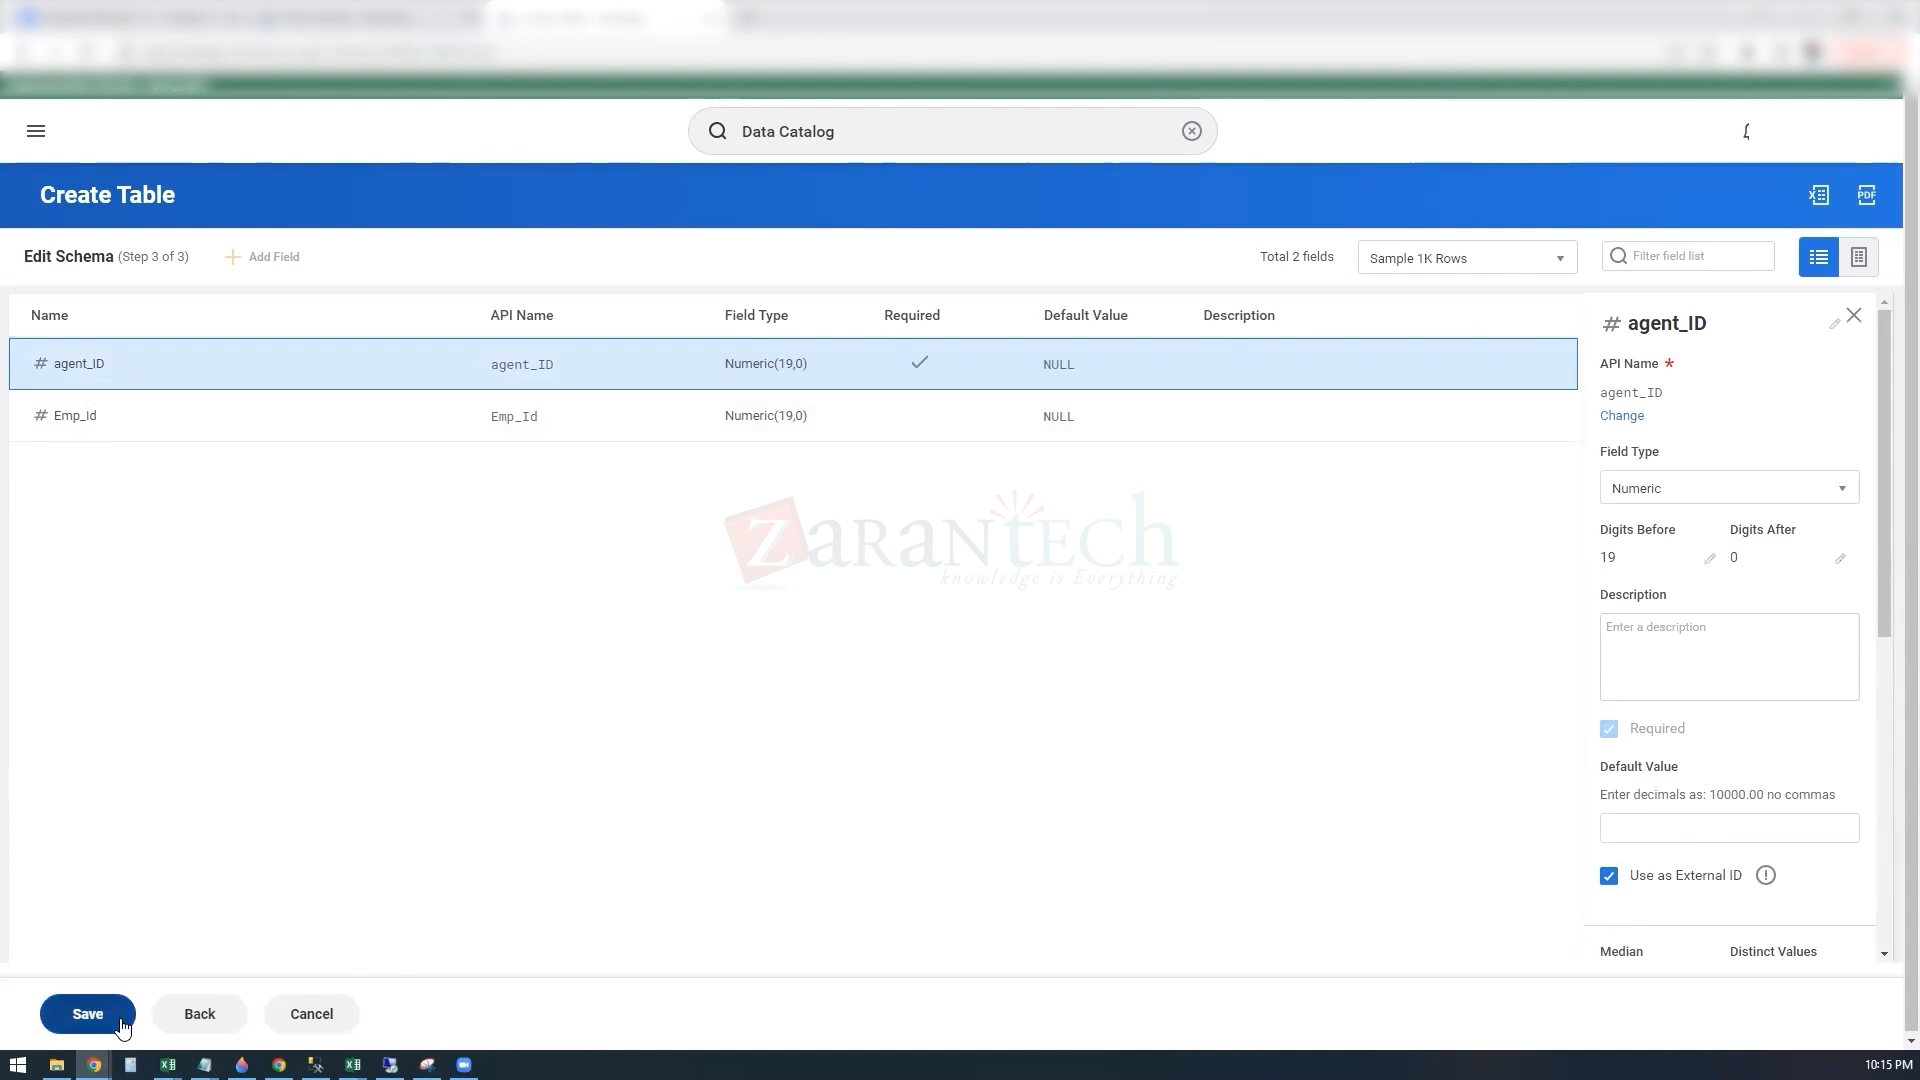 Data Catalog
Create Table
PDF
Edit Schema (Step 3 of 3)
Add Field
Total 2 fields
Sample 1K Rows
Filter field list
Name API Name Field Type Required Default Value Description
# agent_ID agent_ID Numeric(19,0) NULL
# Emp_Id Emp_Id Numeric(19,0) NULL
ZaranTech
knowledge is Everything
# agent_ID
API Name *
agent_ID
Change
Field Type
Numeric
Digits Before Digits After
19 0
Description
Enter a description
Required
Default Value
Enter decimals as: 10000.00 no commas
Use as External ID
Median Distinct Values
Save Back Cancel
10:15 PM